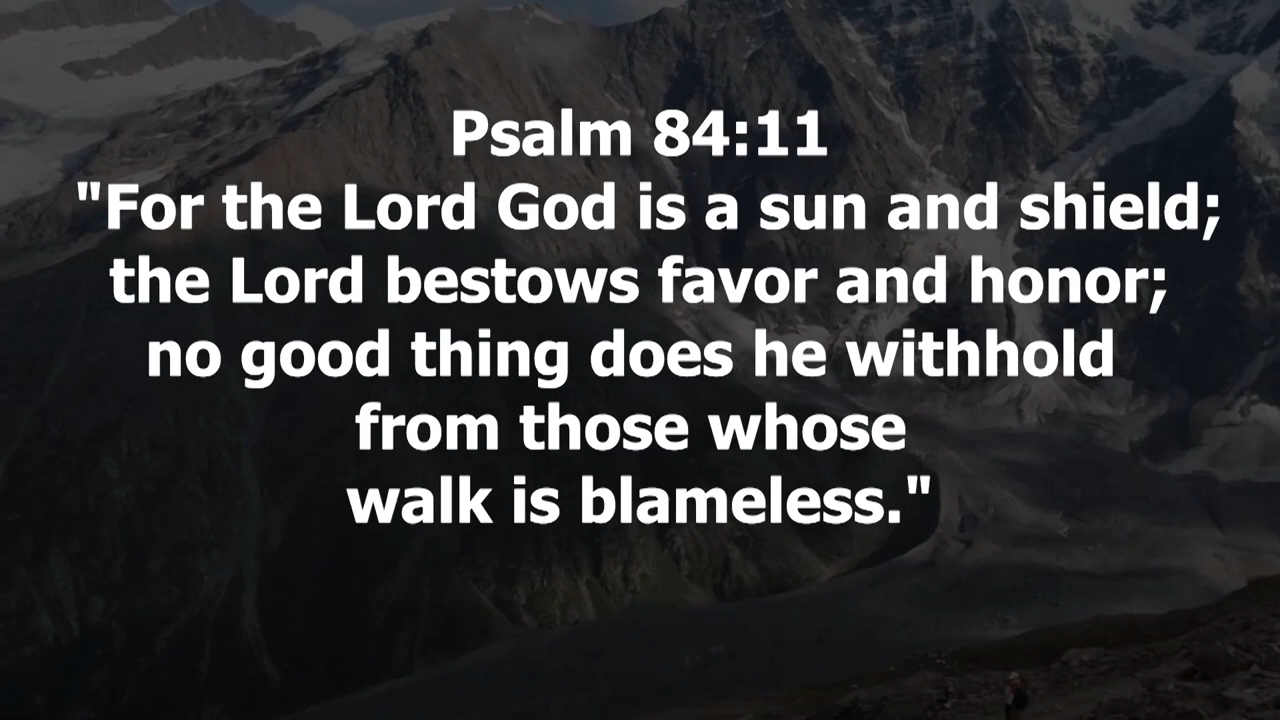 Psalm 84:11
"For the Lord God is a sun and shield;
the Lord bestows favor and honor;
no good thing does he withhold
from those whose
walk is blameless."